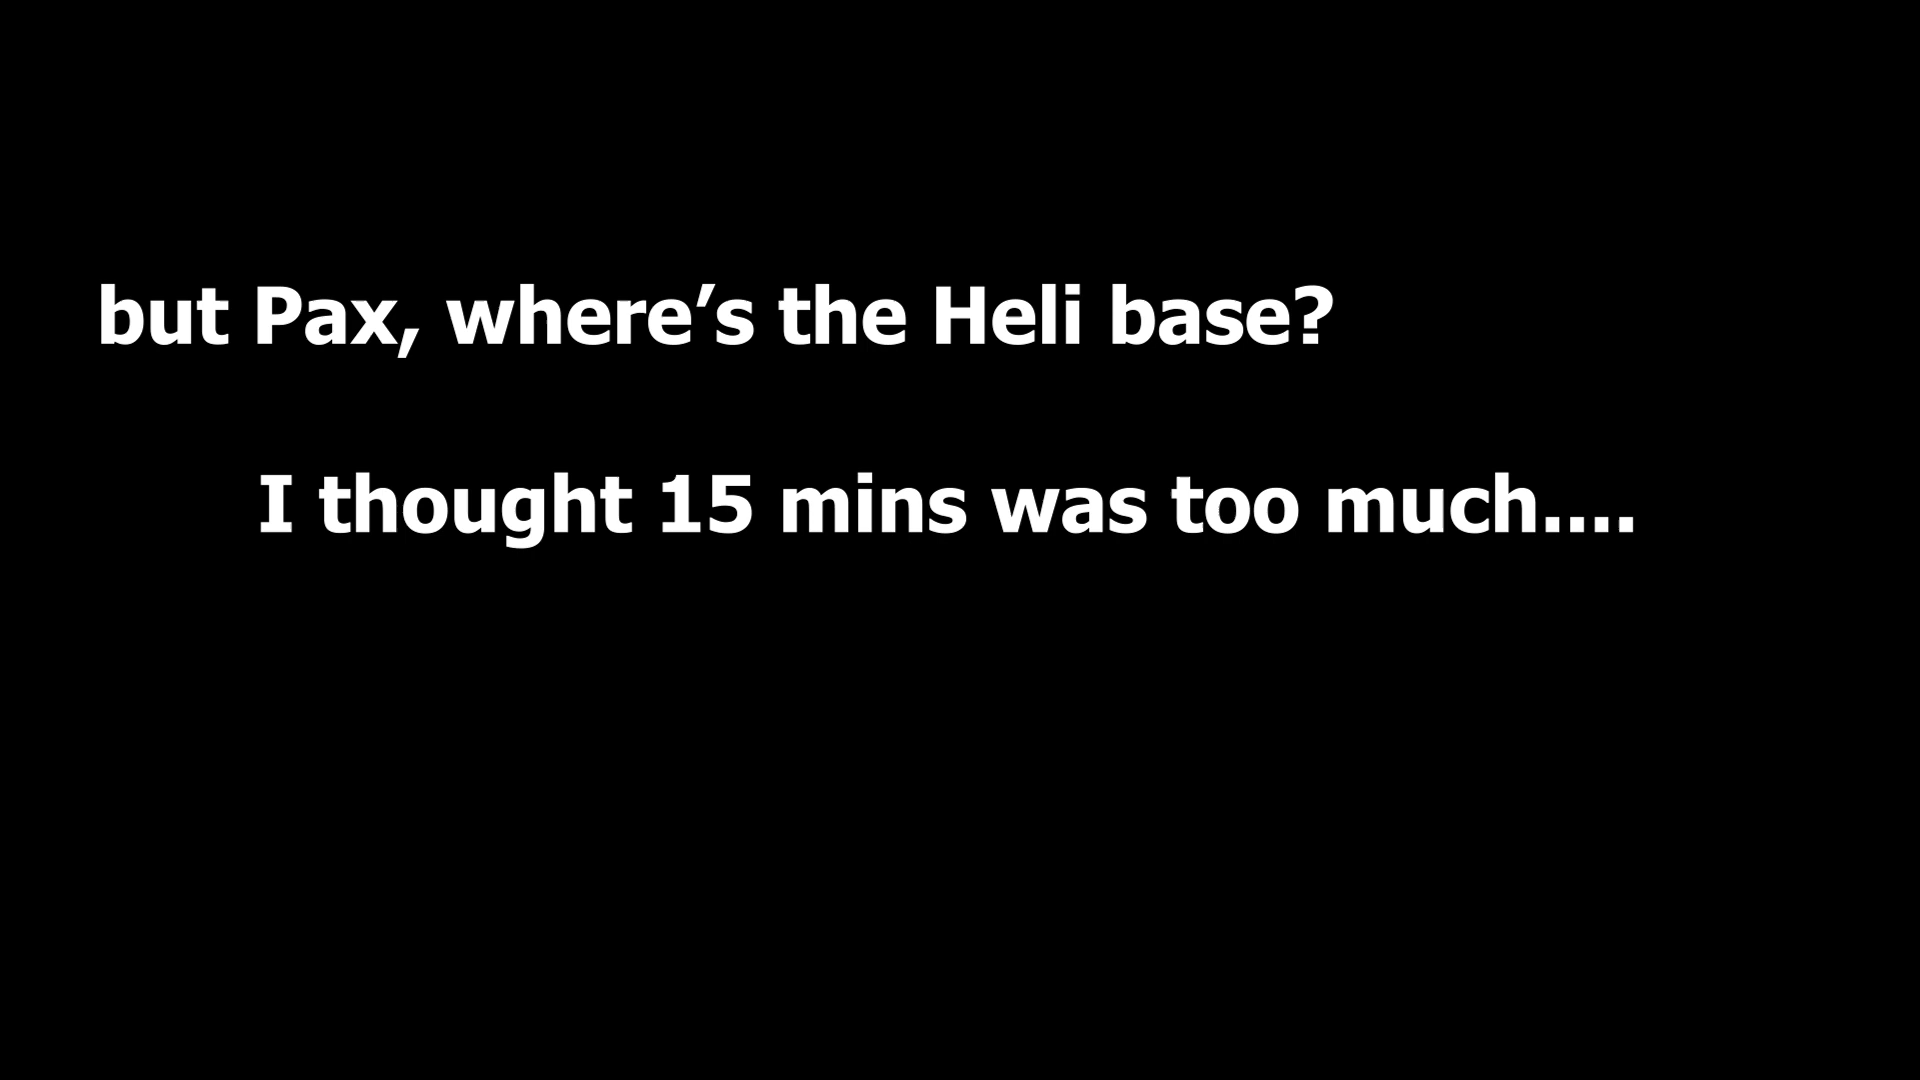 but Pax, where’s the Heli base?
I thought 15 mins was too much....